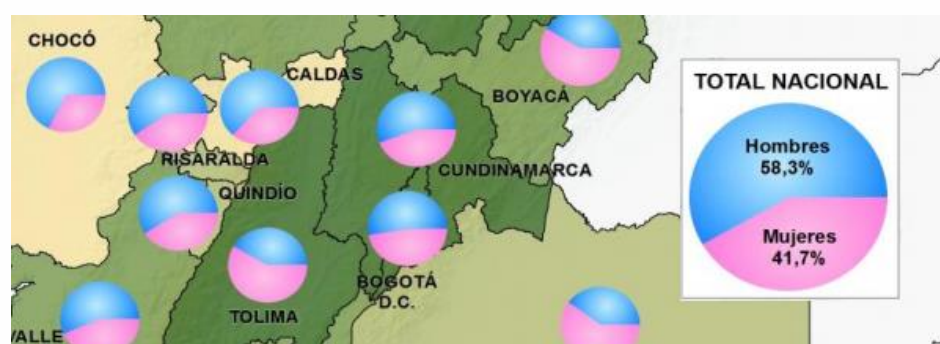 CHOCÓ
CALDAS
BOYACÁ
RISARALDA
QUINDÍO
CUNDINAMARCA
BOGOTÁ
D.C.
TOLIMA
VALLE
TOTAL NACIONAL
Hombres
58,3%
Mujeres
41,7%